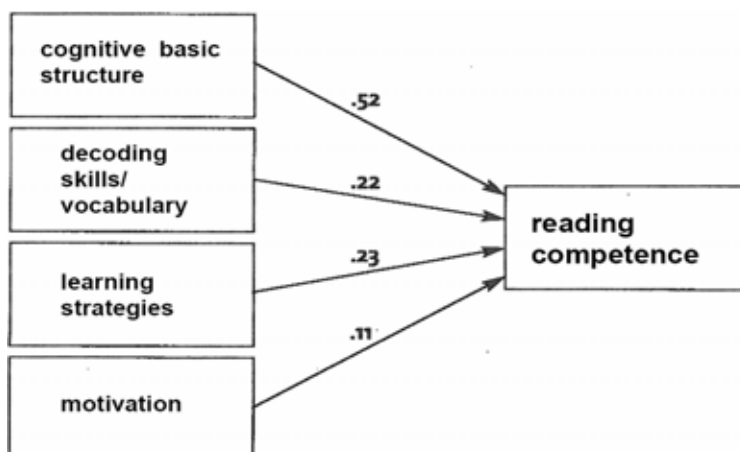 cognitive basic
structure
.52
decoding
skills/
vocabulary
.22
reading
competence
.23
learning
strategies
.11
motivation